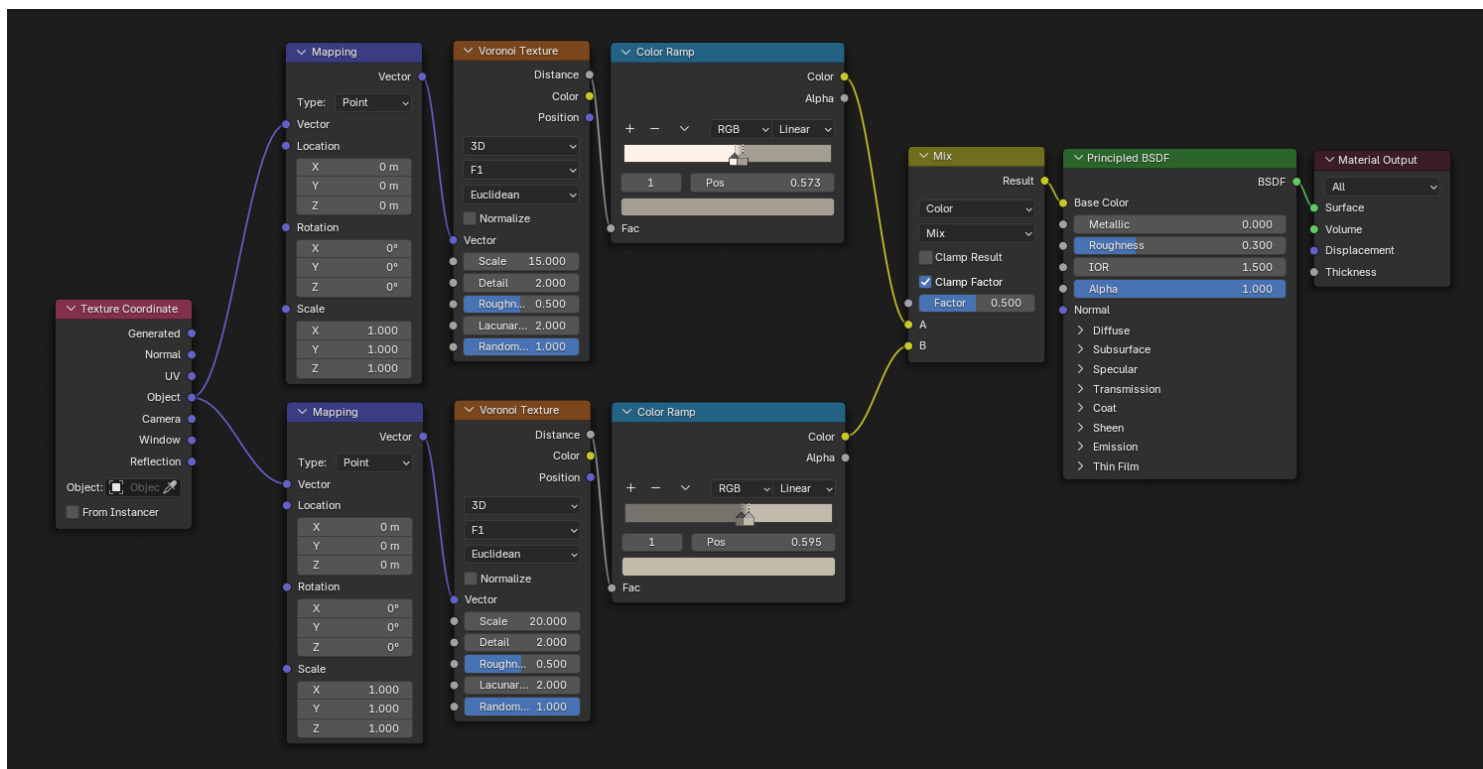 Texture Coordinate
Generated
Normal
UV
Object
Camera
Window
Reflection
Object: Objec
From Instancer
Mapping
Vector
Type: Point
Vector
Location
X 0 m
Y 0 m
Z 0 m
Rotation
X 0°
Y 0°
Z 0°
Scale
X 1.000
Y 1.000
Z 1.000
Voronoi Texture
Distance
Color
Position
3D
F1
Euclidean
Normalize
Vector
Scale 15.000
Detail 2.000
Roughn... 0.500
Lacunar... 2.000
Random... 1.000
Color Ramp
Color
Alpha
RGB Linear
1 Pos 0.573
Fac
Mapping
Vector
Type: Point
Vector
Location
X 0 m
Y 0 m
Z 0 m
Rotation
X 0°
Y 0°
Z 0°
Scale
X 1.000
Y 1.000
Z 1.000
Voronoi Texture
Distance
Color
Position
3D
F1
Euclidean
Normalize
Vector
Scale 20.000
Detail 2.000
Roughn... 0.500
Lacunar... 2.000
Random... 1.000
Color Ramp
Color
Alpha
RGB Linear
1 Pos 0.595
Fac
Mix
Result
Color
Mix
Clamp Result
Clamp Factor
Factor 0.500
A
B
Principled BSDF
BSDF
Base Color
Metallic 0.000
Roughness 0.300
IOR 1.500
Alpha 1.000
Normal
Diffuse
Subsurface
Specular
Transmission
Coat
Sheen
Emission
Thin Film
Material Output
All
Surface
Volume
Displacement
Thickness